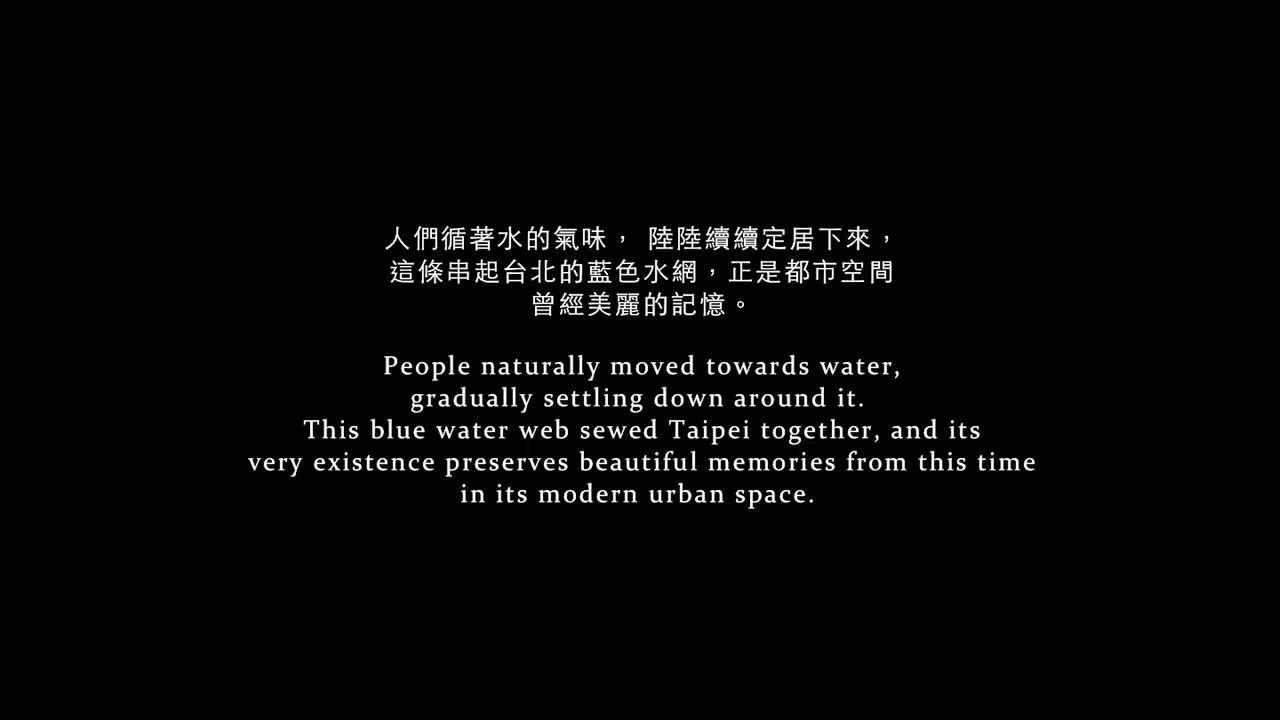 人們循著水的氣味， 陸陸續續定居下來，
這條串起台北的藍色水網，正是都市空間
曾經美麗的記憶。
People naturally moved towards water,
gradually settling down around it.
This blue water web sewed Taipei together, and its
very existence preserves beautiful memories from this time
in its modern urban space.